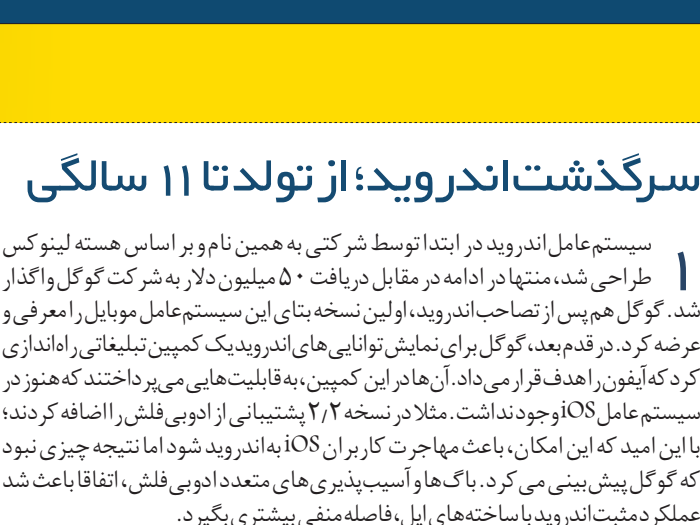 سرگذشت اندروید؛ از تولد تا ۱۱ سالگی
۱
سیستم‌عامل اندروید در ابتدا توسط شرکتی به همین نام و بر اساس هسته لینوکس
طراحی شد، منتها در ادامه در مقابل دریافت ۵۰ میلیون دلار به شرکت گوگل واگذار
شد. گوگل هم پس از تصاحب اندروید، اولین نسخه بتای این سیستم‌عامل موبایل را معرفی و
عرضه کرد. در قدم بعد، گوگل برای نمایش توانایی‌های اندروید یک کمپین تبلیغاتی راه‌اندازی
کرد که آیفون را هدف قرار می‌داد. آن‌ها در این کمپین، به قابلیت‌هایی می‌پرداختند که هنوز در
سیستم عامل iOS وجود نداشت. مثلا در نسخه ۲/۲ پشتیبانی از ادوبی فلش را اضافه کردند؛
با این امید که این امکان، باعث مهاجرت کاربران iOS به اندروید شود اما نتیجه چیزی نبود
که گوگل پیش‌بینی می کرد. باگ‌ها و آسیب‌پذیری‌های متعدد ادوبی فلش، اتفاقا باعث شد
عملکرد مثبت اندروید با ساخته‌های اپل، فاصله منفی بیشتری بگیرد.